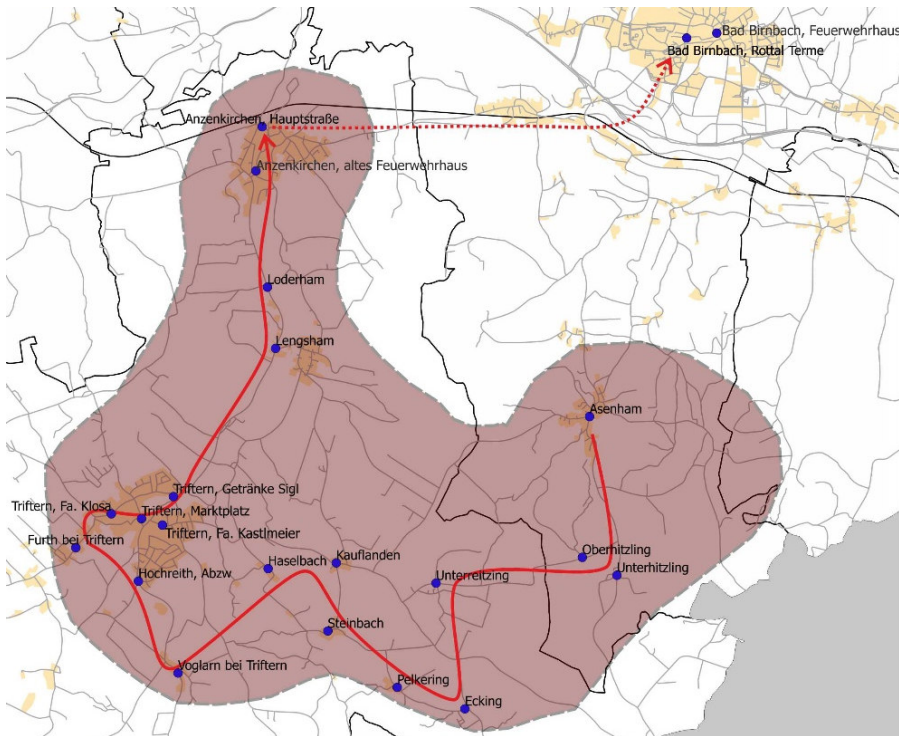 Bad Birnbach, Feuerwehrhaus
Bad Birnbach, Rottal Terme
Anzenkirchen, Hauptstraße
Anzenkirchen, altes Feuerwehrhaus
Loderham
Lengsham
Asenham
Triftern, Getränke Sigl
Triftern, Fa. Klosa
Triftern, Marktplatz
Triftern, Fa. Kastlmeier
Furth bei Triftern
Oberhitzling
Haselbach
Kauflanden
Hochreith, Abzw
Unterreitzing
Unterhitzling
Steinbach
Voglarn bei Triftern
Pelkering
Ecking